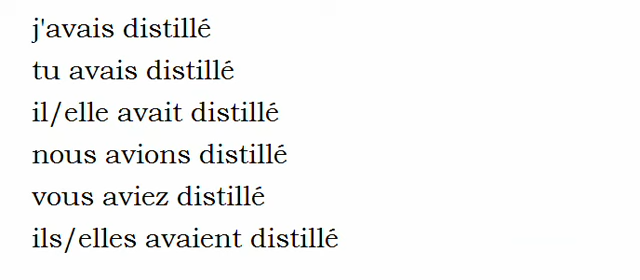 j'avais distillé
tu avais distillé
il/elle avait distillé
nous avions distillé
vous aviez distillé
ils/elles avaient distillé